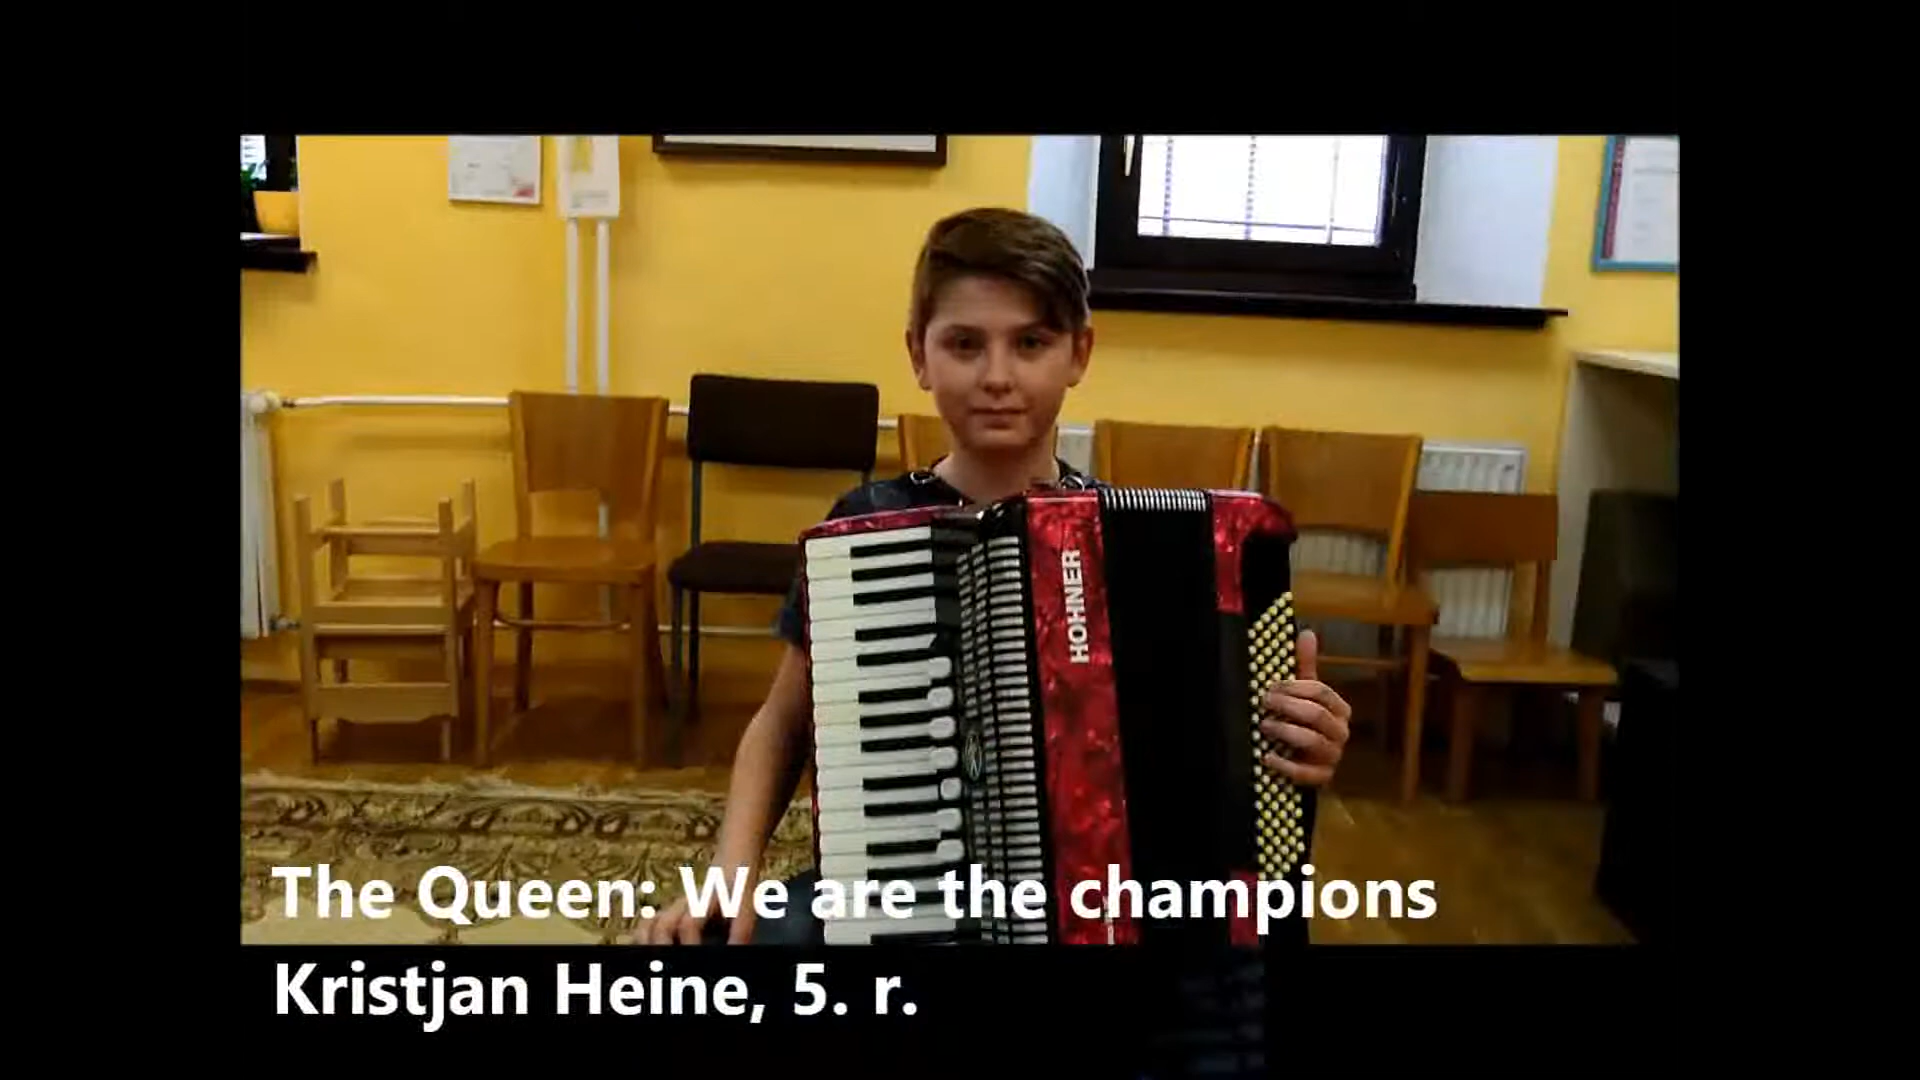 HOHNER
The Queen: We are the champions
Kristjan Heine, 5. r.